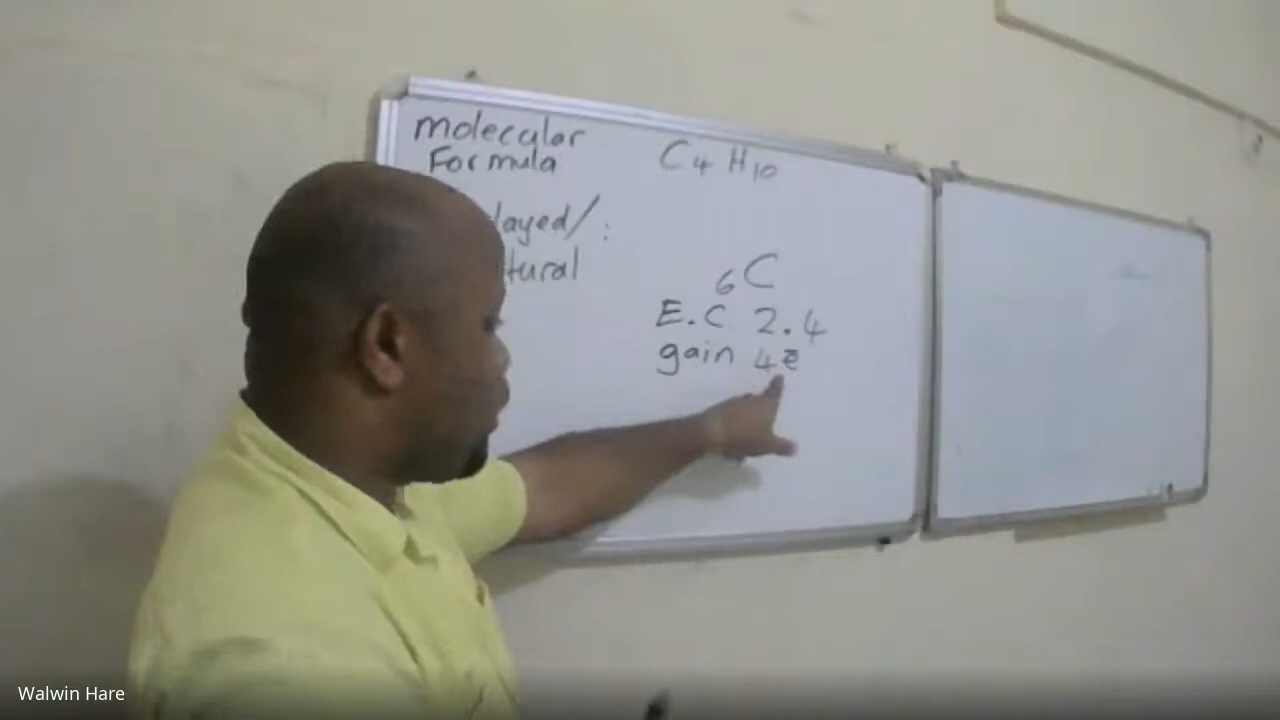 molecular
Formula
C4 H10
layed/ :
tural
6C
E.C 2.4
gain 4ē
Walwin Hare